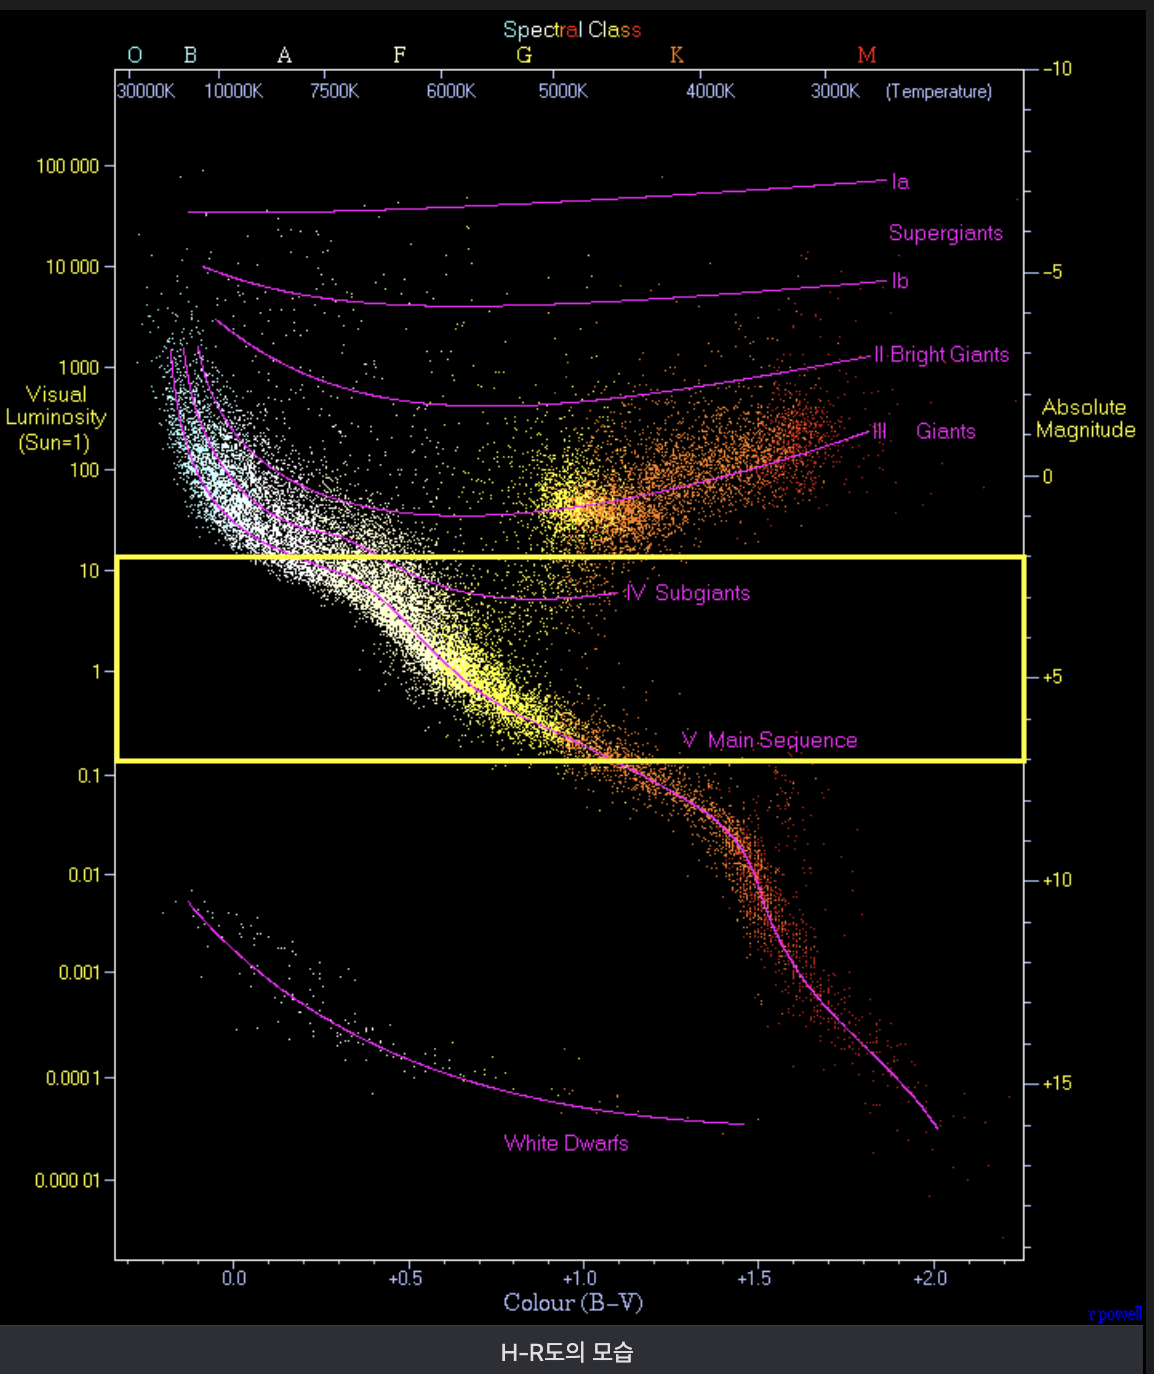 Spectral Class
O B A F G K M
30000K 10000K 7500K 6000K 5000K 4000K 3000K (Temperature)
-10
100 000
Ia
Supergiants
10 000
-5
Ib
1000
II Bright Giants
Visual
Luminosity
(Sun=1)
Absolute
Magnitude
III Giants
100
0
10
IV Subgiants
1
+5
V Main Sequence
0.1
0.01
+10
0.001
0.0001
+15
White Dwarfs
0.000 01
0.0 +0.5 +1.0 +1.5 +2.0
Colour (B-V)
r powell
H-R도의 모습